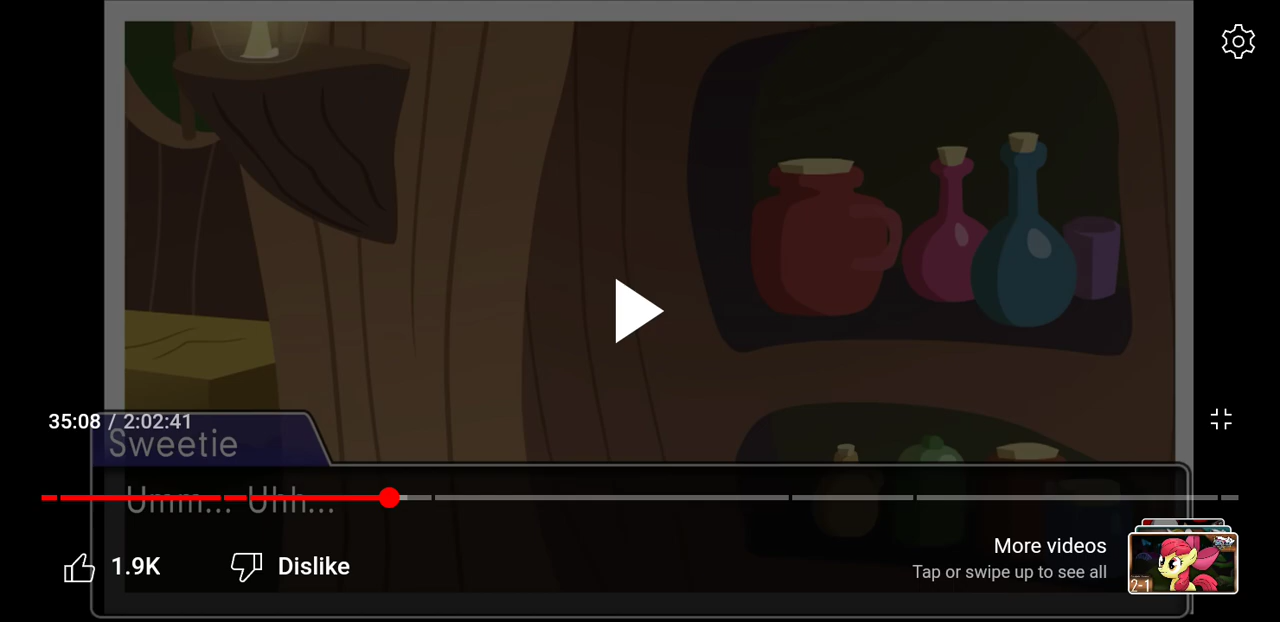 35:08 / 2:02:41
Sweetie
Umm... Uhh...
1.9K
Dislike
More videos
Tap or swipe up to see all
2-1